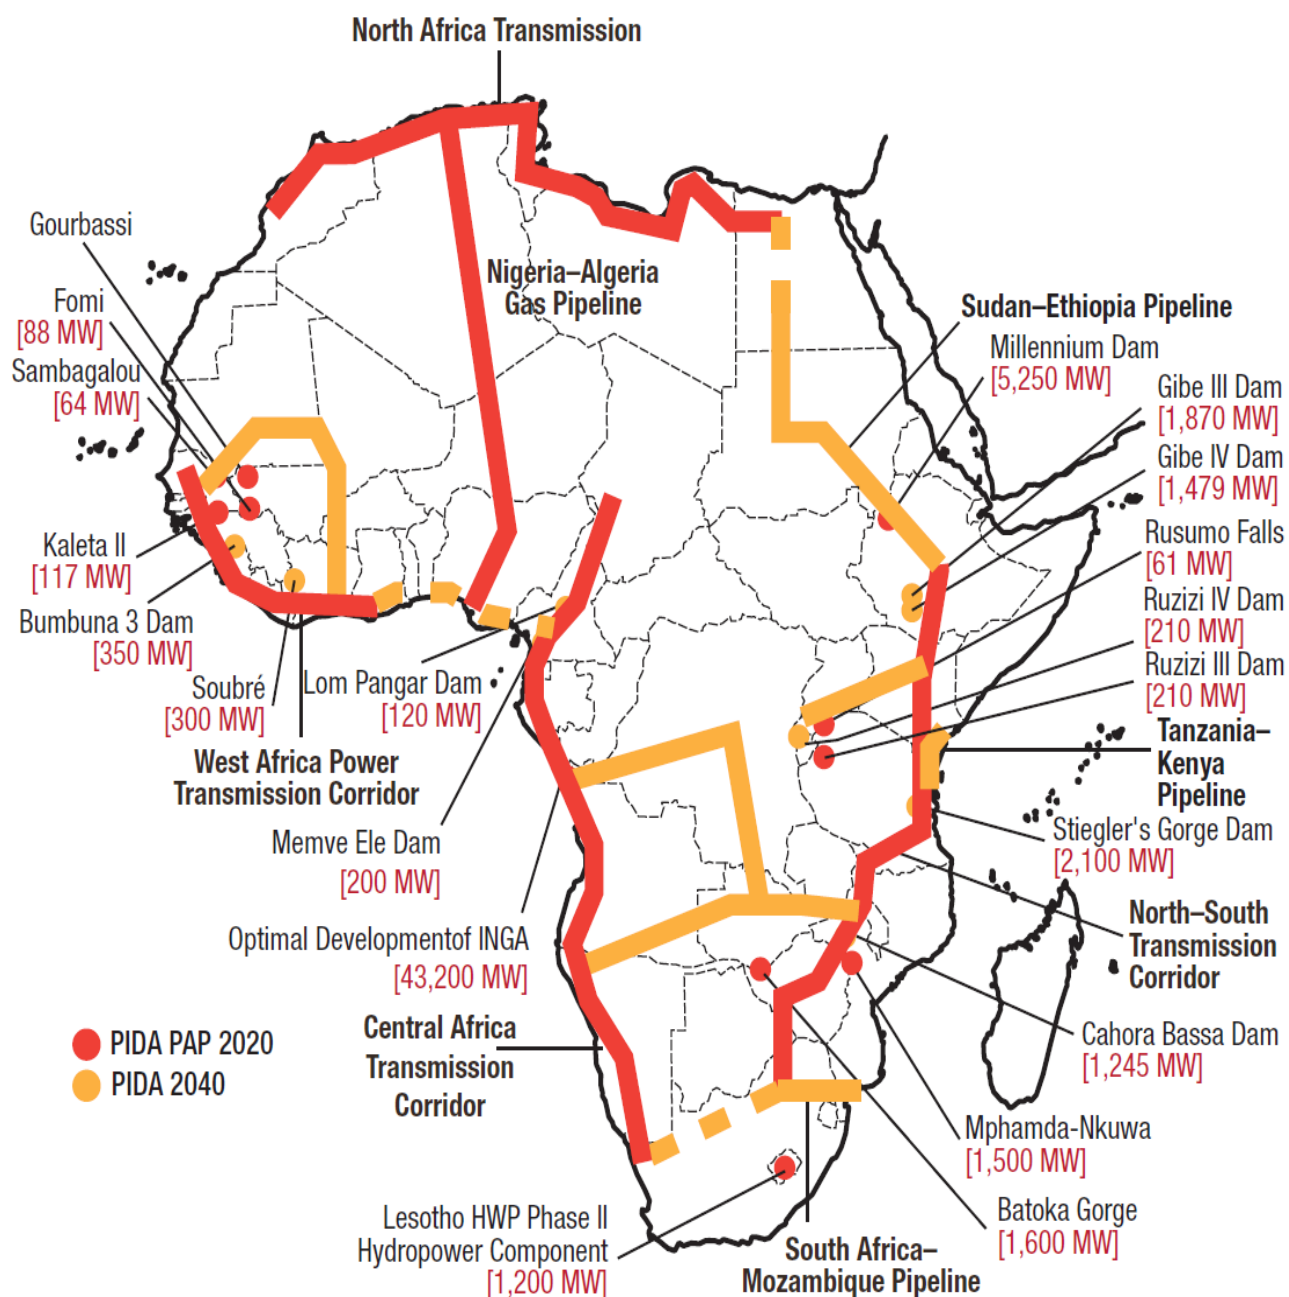 North Africa Transmission
Gourbassi
Fomi
[88 MW]
Sambagalou
[64 MW]
Nigeria–Algeria
Gas Pipeline
Sudan–Ethiopia Pipeline
Millennium Dam
[5,250 MW]
Gibe III Dam
[1,870 MW]
Gibe IV Dam
[1,479 MW]
Rusumo Falls
[61 MW]
Ruzizi IV Dam
[210 MW]
Ruzizi III Dam
[210 MW]
Tanzania–
Kenya
Pipeline
Stiegler's Gorge Dam
[2,100 MW]
North–South
Transmission
Corridor
Cahora Bassa Dam
[1,245 MW]
Mphamda-Nkuwa
[1,500 MW]
Batoka Gorge
[1,600 MW]
Kaleta II
[117 MW]
Bumbuna 3 Dam
[350 MW]
Soubré
[300 MW]
Lom Pangar Dam
[120 MW]
West Africa Power
Transmission Corridor
Memve Ele Dam
[200 MW]
Optimal Developmentof INGA
[43,200 MW]
Central Africa
Transmission
Corridor
PIDA PAP 2020
PIDA 2040
Lesotho HWP Phase II
Hydropower Component
[1,200 MW]
South Africa–
Mozambique Pipeline